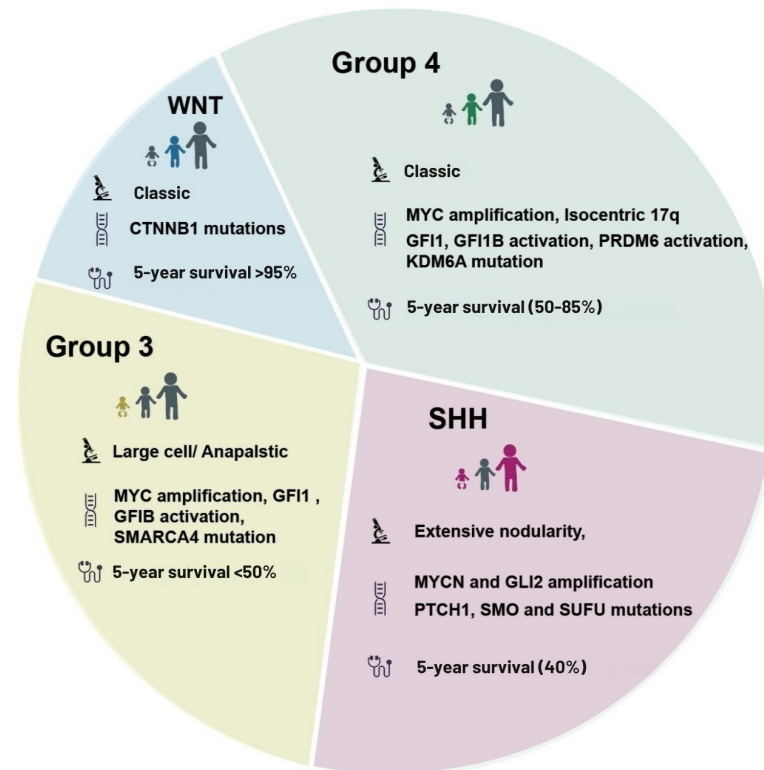 Group 4
Classic
MYC amplification, Isocentric 17q
GFI1, GFI1B activation, PRDM6 activation,
KDM6A mutation
5-year survival (50-85%)
WNT
Classic
CTNNB1 mutations
5-year survival >95%
Group 3
Large cell/ Anapalstic
MYC amplification, GFI1 ,
GFIB activation,
SMARCA4 mutation
5-year survival <50%
SHH
Extensive nodularity,
MYCN and GLI2 amplification
PTCH1, SMO and SUFU mutations
5-year survival (40%)